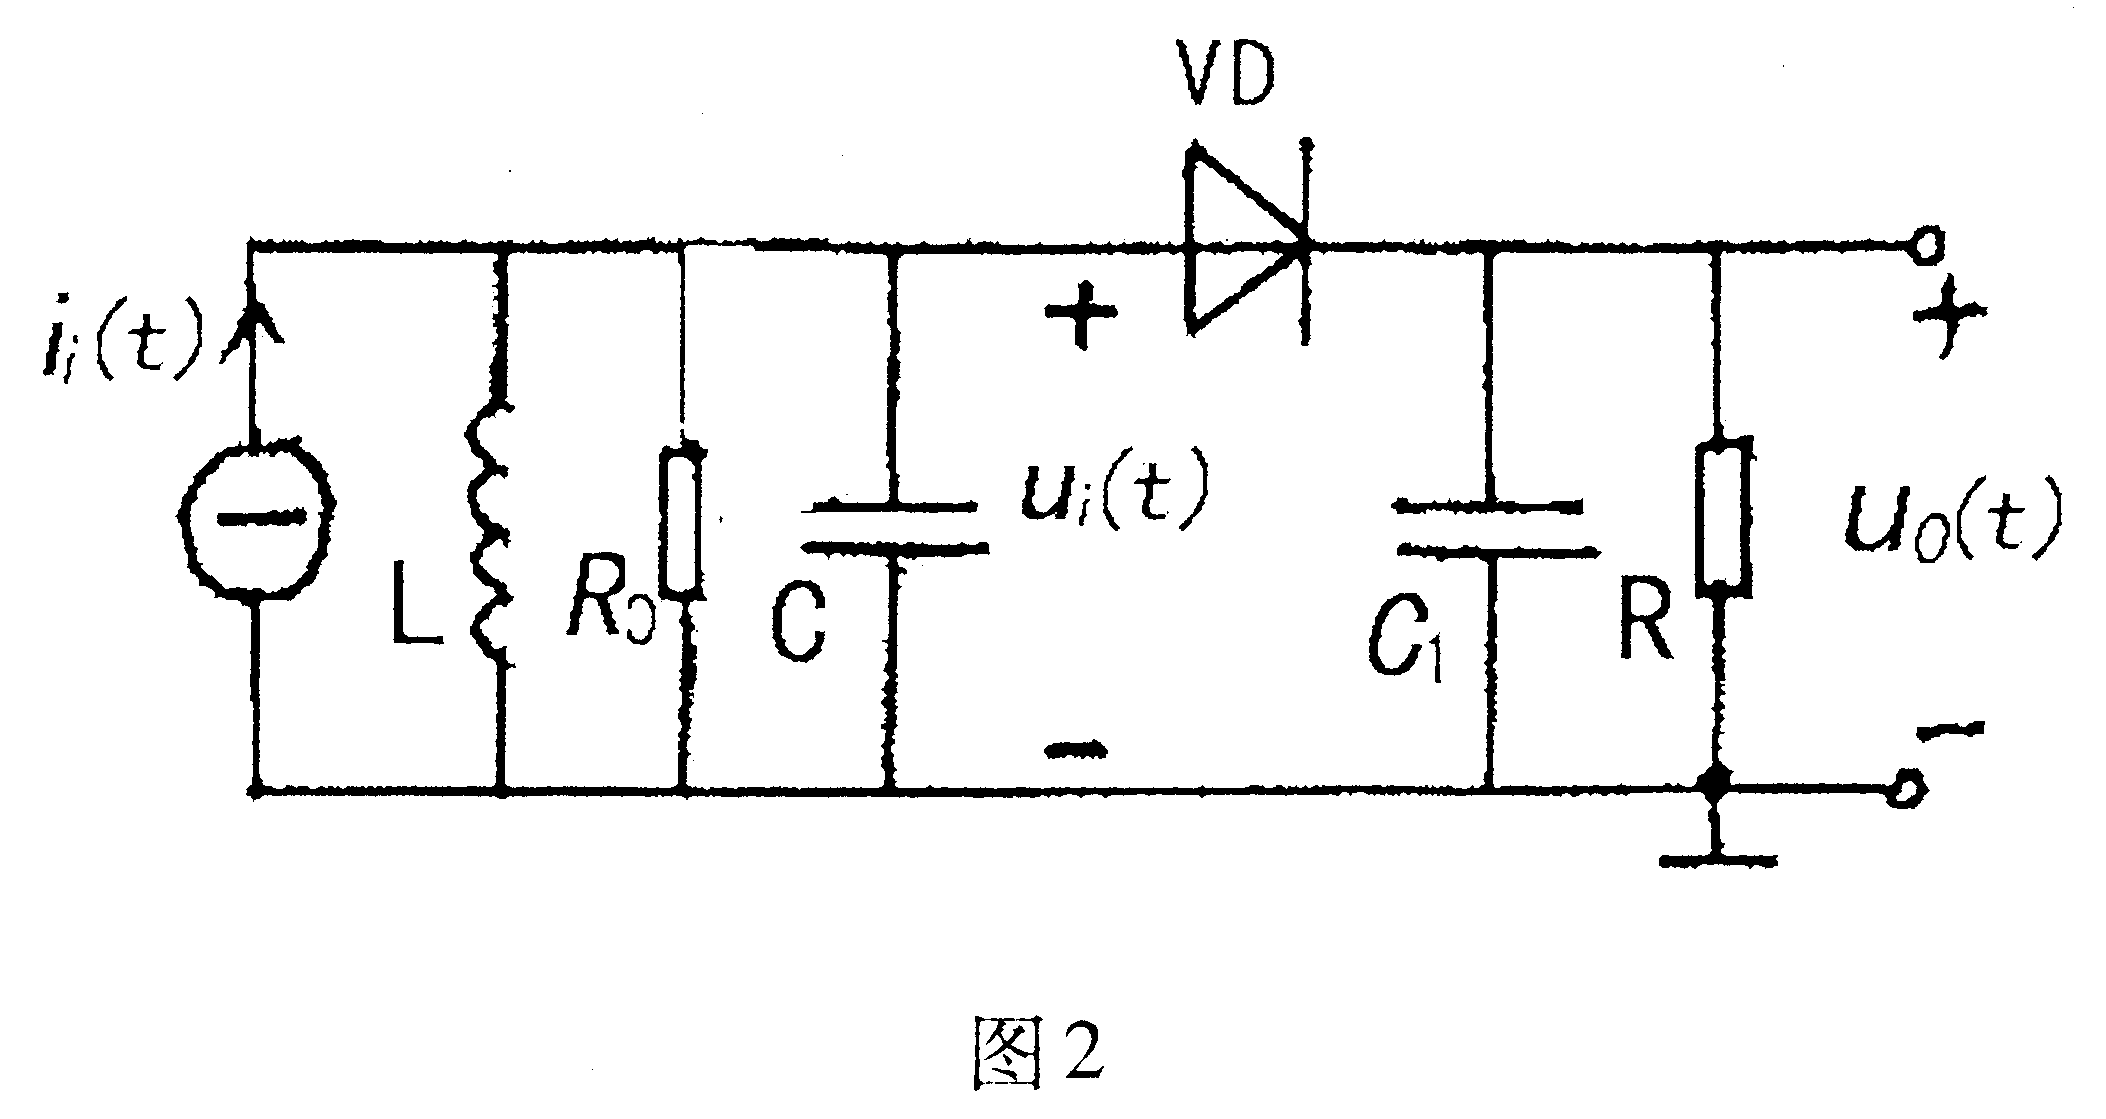 VD
i_i(t)
+
+
u_i(t)
u_0(t)
L
R_0
C
C_1
R
-
-
图2